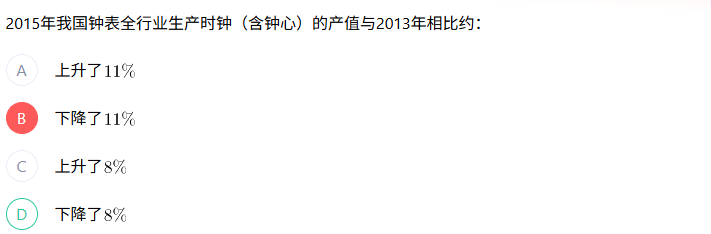 2015年我国钟表全行业生产时钟（含钟心）的产值与2013年相比约：
A 上升了11%
B 下降了11%
C 上升了8%
D 下降了8%